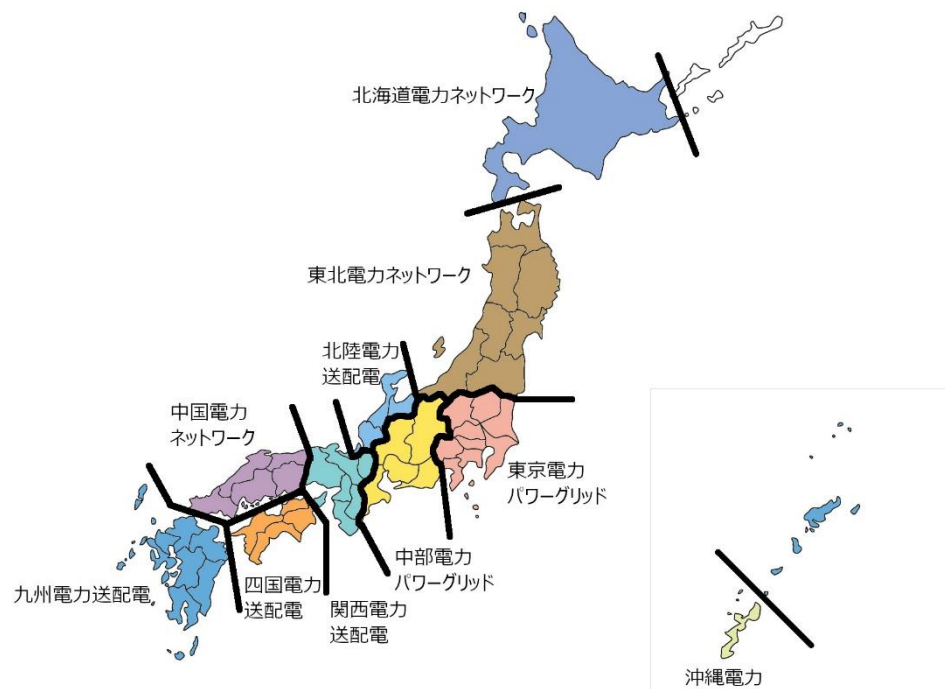 北海道電力ネットワーク
東北電力ネットワーク
北陸電力
送配電
中国電力
ネットワーク
東京電力
パワーグリッド
中部電力
パワーグリッド
九州電力送配電
四国電力
送配電
関西電力
送配電
沖縄電力